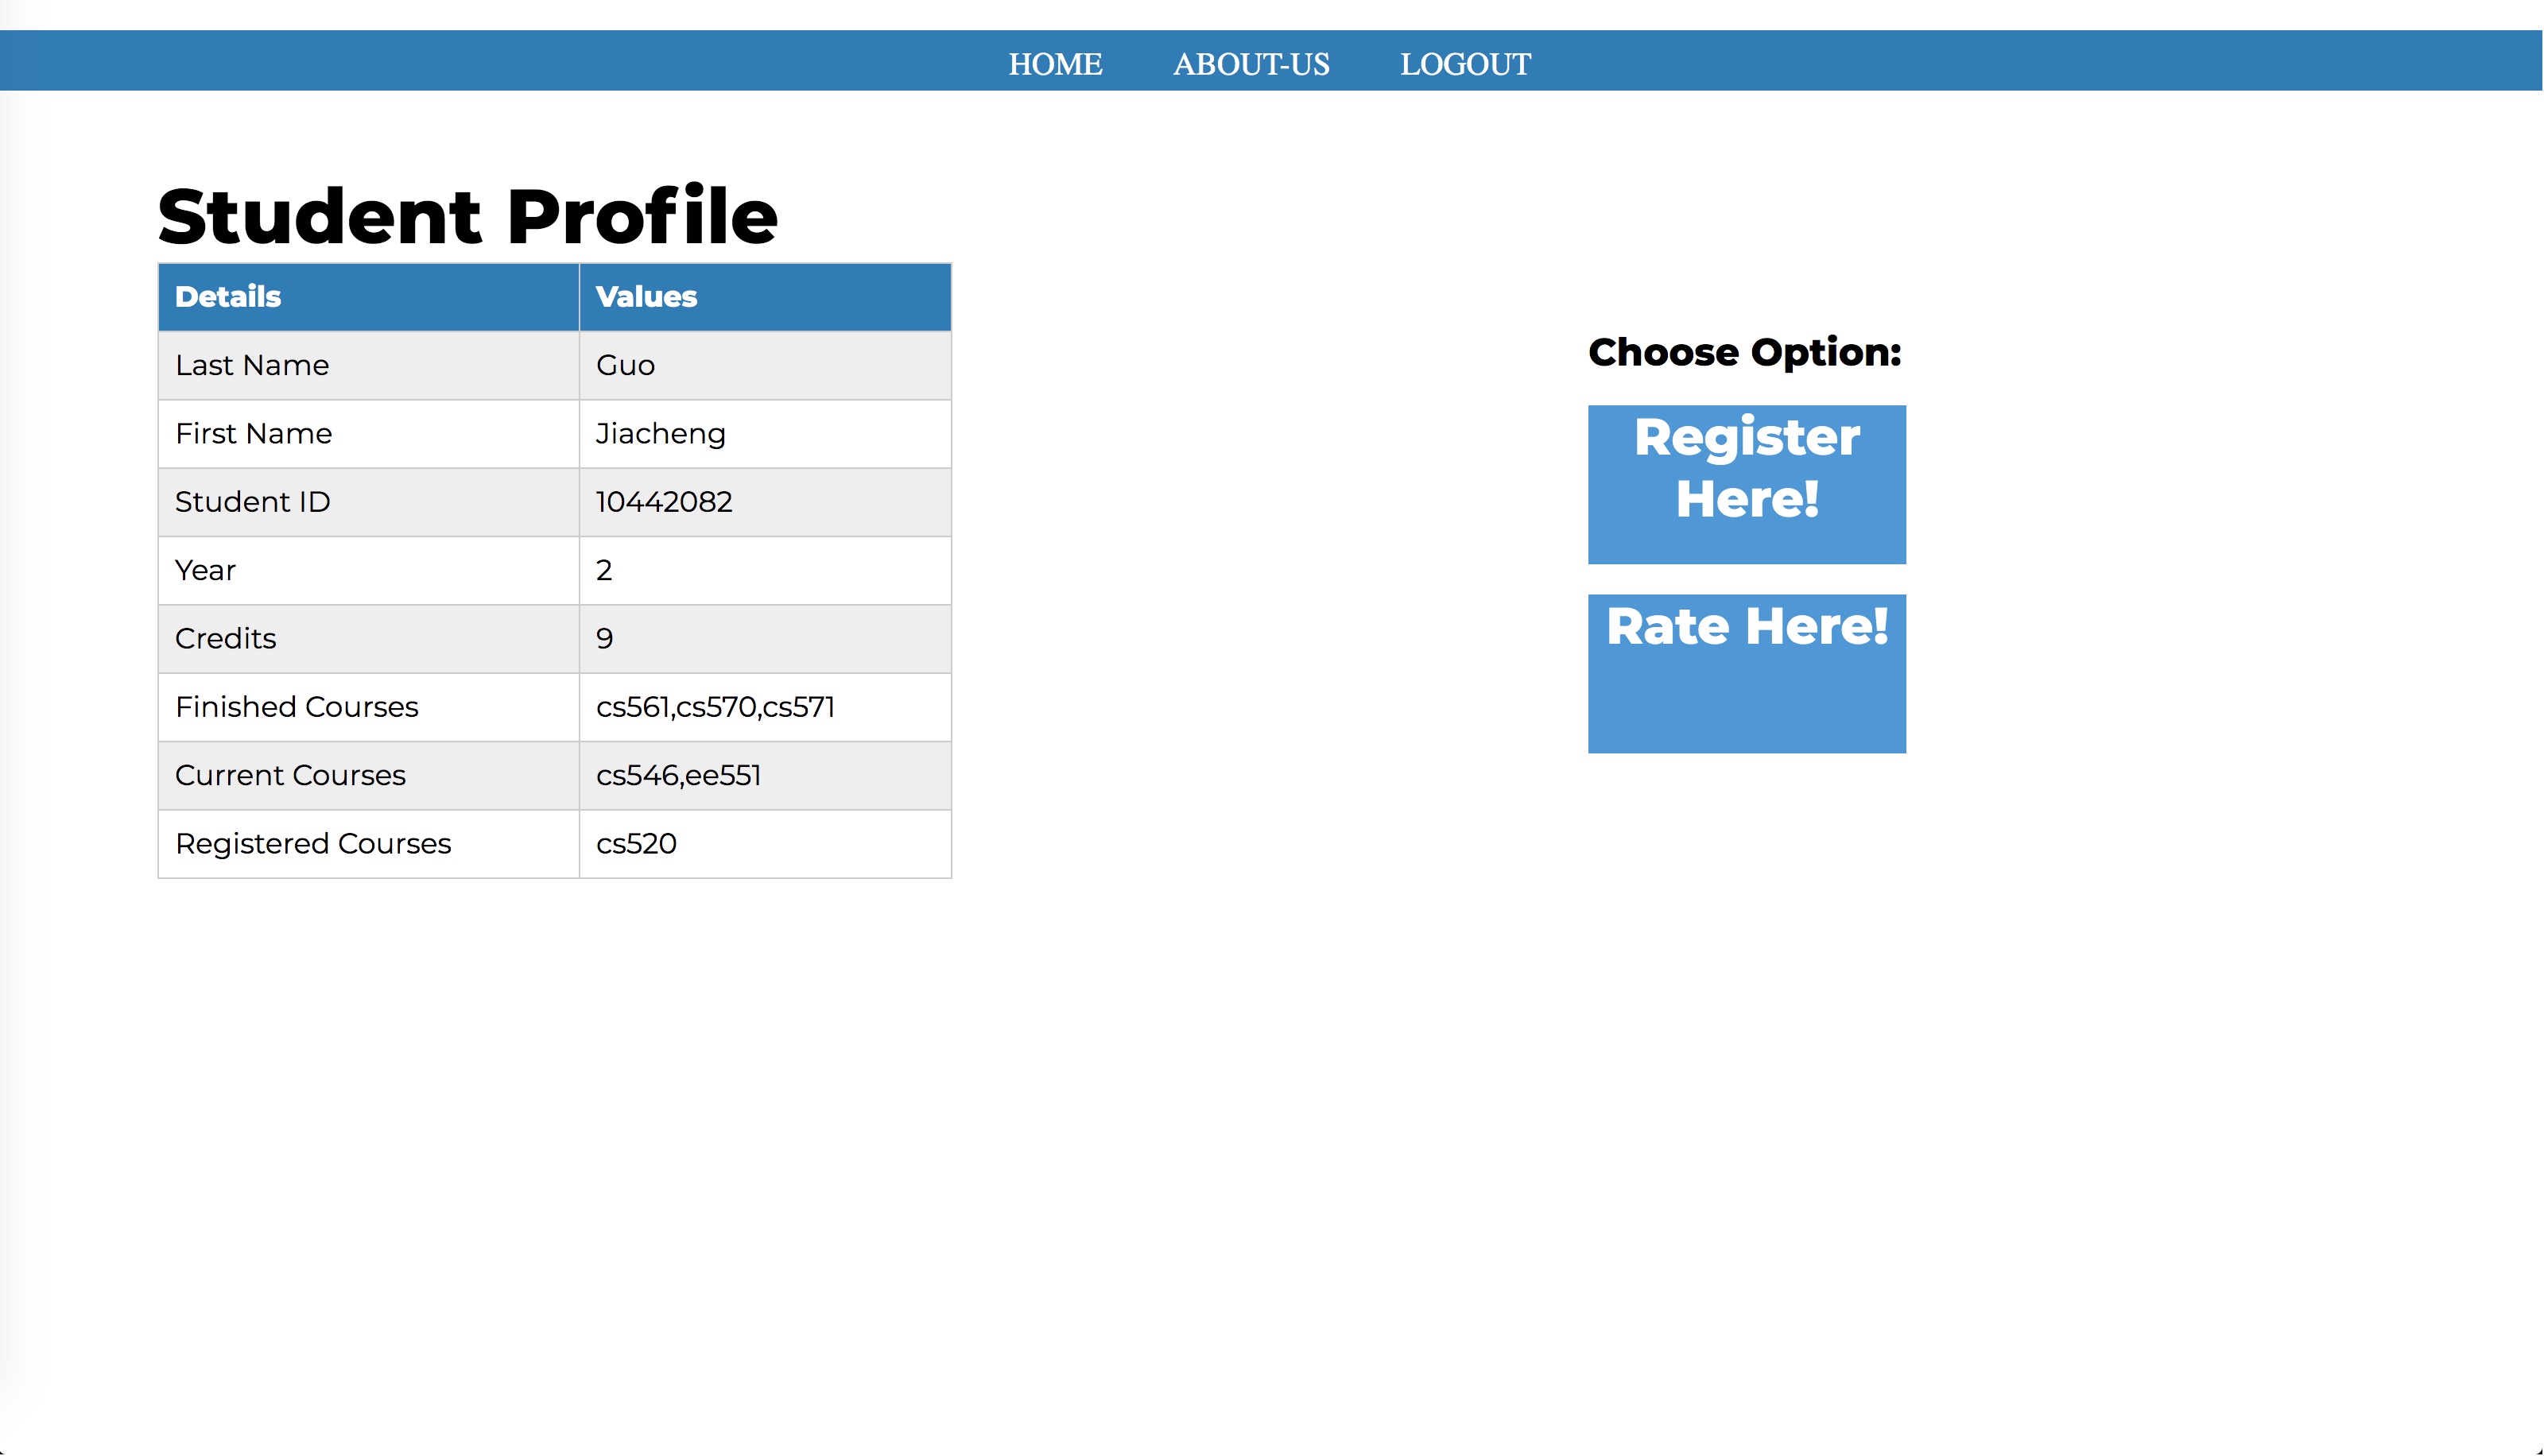 HOME ABOUT-US LOGOUT
Student Profile
Details Values
Last Name Guo
First Name Jiacheng
Student ID 10442082
Year 2
Credits 9
Finished Courses cs561,cs570,cs571
Current Courses cs546,ee551
Registered Courses cs520
Choose Option:
Register
Here!
Rate Here!